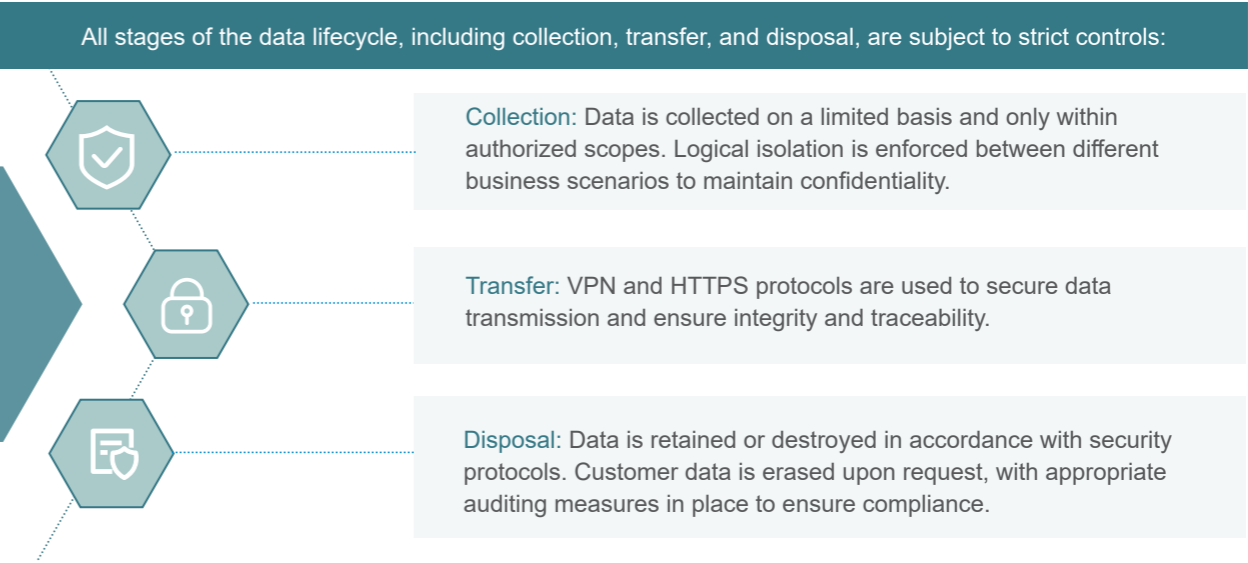 All stages of the data lifecycle, including collection, transfer, and disposal, are subject to strict controls:
Collection: Data is collected on a limited basis and only within
authorized scopes. Logical isolation is enforced between different
business scenarios to maintain confidentiality.
Transfer: VPN and HTTPS protocols are used to secure data
transmission and ensure integrity and traceability.
Disposal: Data is retained or destroyed in accordance with security
protocols. Customer data is erased upon request, with appropriate
auditing measures in place to ensure compliance.